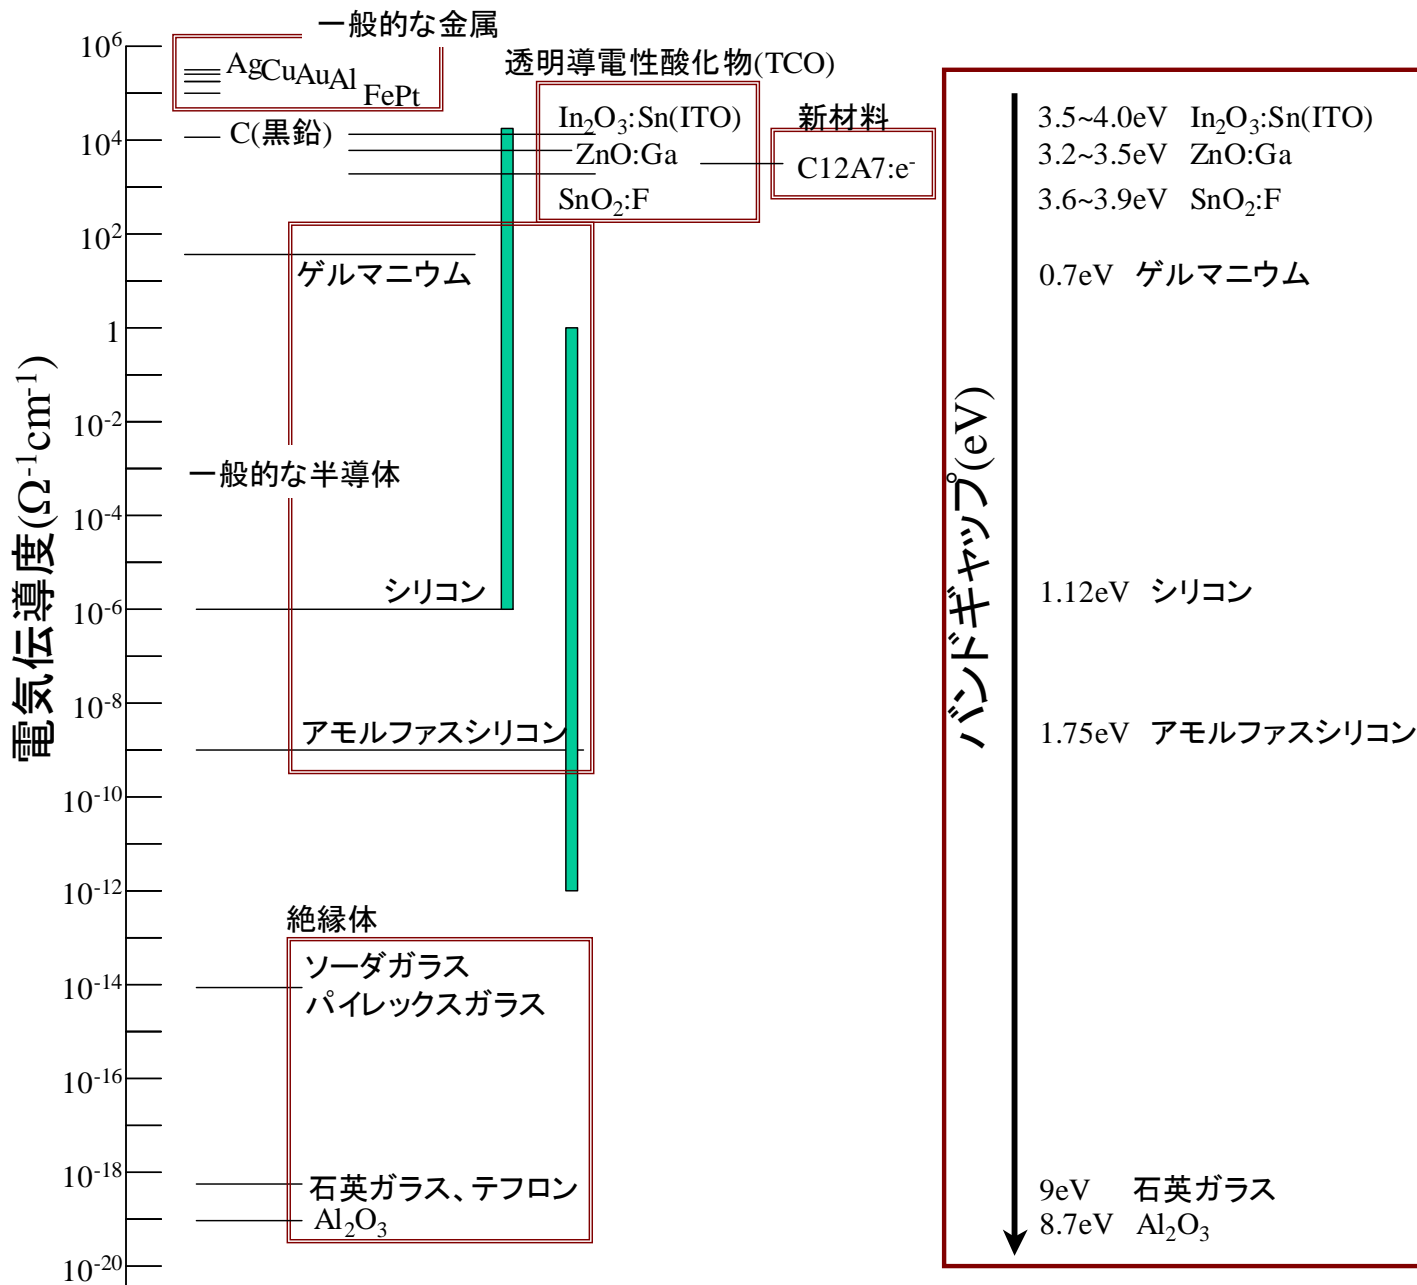 電気伝導度(Ω⁻¹cm⁻¹)
10⁶
10⁴
10²
1
10⁻²
10⁻⁴
10⁻⁶
10⁻⁸
10⁻¹⁰
10⁻¹²
10⁻¹⁴
10⁻¹⁶
10⁻¹⁸
10⁻²⁰
一般的な金属
AgCuAuAl
FePt
C(黒鉛)
透明導電性酸化物(TCO)
In₂O₃:Sn(ITO)
ZnO:Ga
SnO₂:F
新材料
C12A7:e⁻
ゲルマニウム
一般的な半導体
シリコン
アモルファスシリコン
絶縁体
ソーダガラス
パイレックスガラス
石英ガラス、テフロン
Al₂O₃
バンドギャップ(eV)
3.5~4.0eV In₂O₃:Sn(ITO)
3.2~3.5eV ZnO:Ga
3.6~3.9eV SnO₂:F
0.7eV ゲルマニウム
1.12eV シリコン
1.75eV アモルファスシリコン
9eV 石英ガラス
8.7eV Al₂O₃